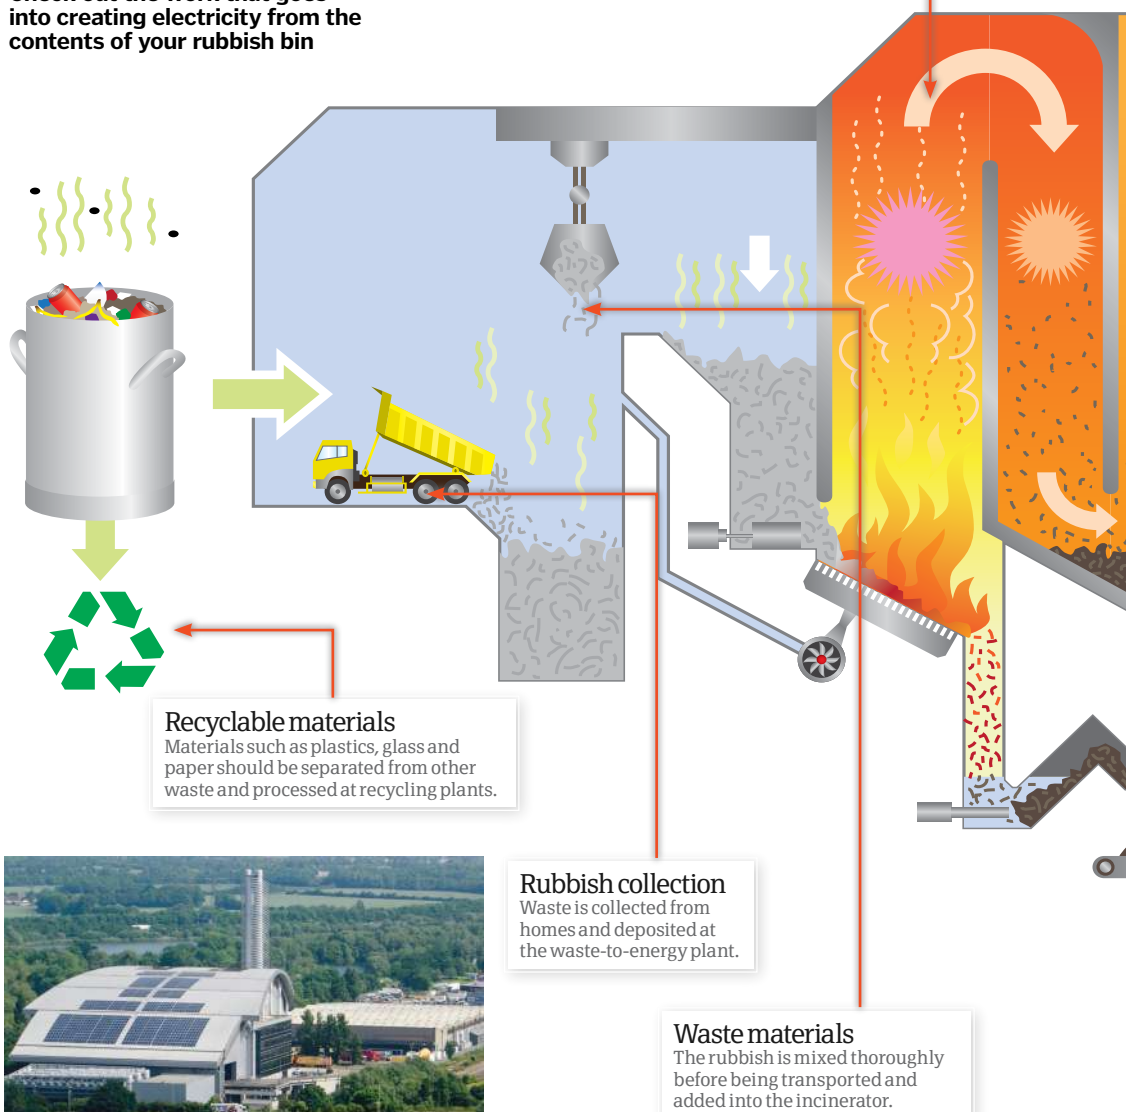 into creating electricity from the
contents of your rubbish bin
Recyclable materials
Materials such as plastics, glass and
paper should be separated from other
waste and processed at recycling plants.
Rubbish collection
Waste is collected from
homes and deposited at
the waste-to-energy plant.
Waste materials
The rubbish is mixed thoroughly
before being transported and
added into the incinerator.